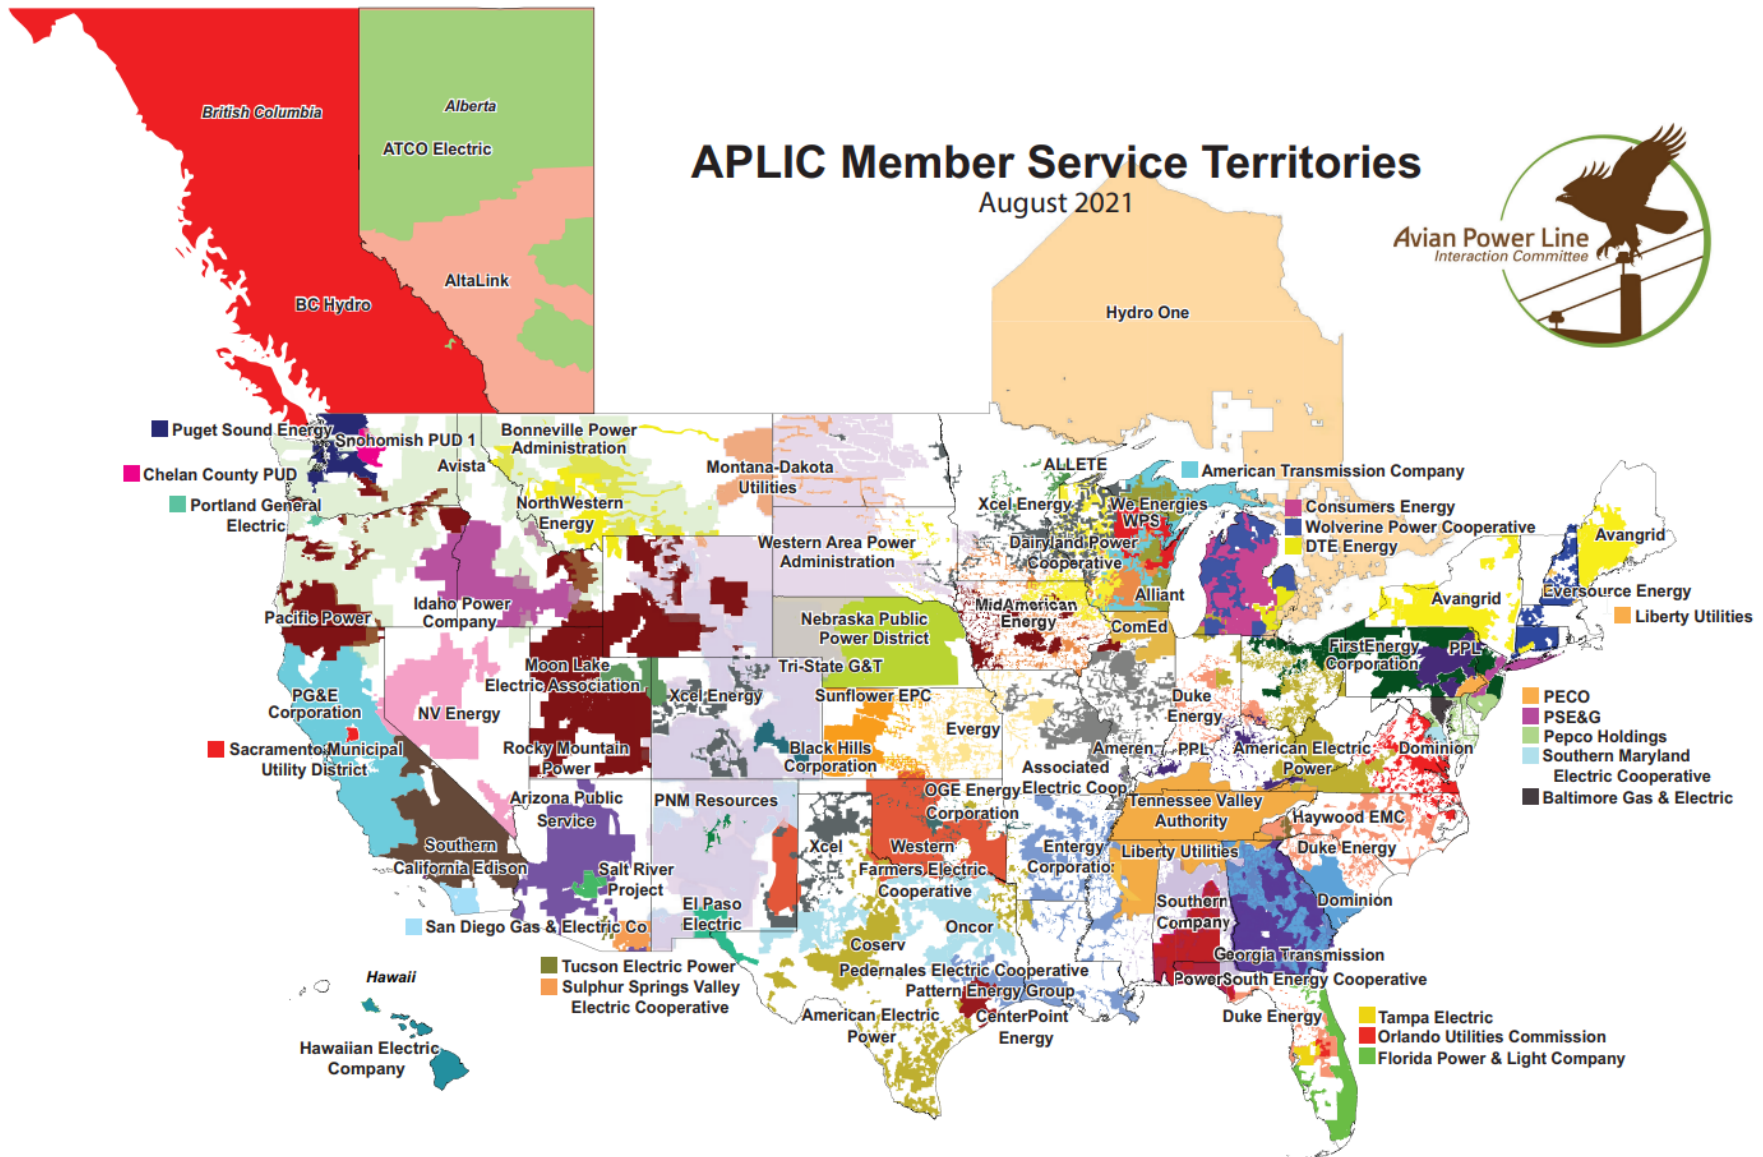 APLIC Member Service Territories
August 2021
Avian Power Line
Interaction Committee
British Columbia
Alberta
ATCO Electric
AltaLink
BC Hydro
Hydro One
Puget Sound Energy
Snohomish PUD 1
Chelan County PUD
Avista
Portland General
Electric
Bonneville Power
Administration
NorthWestern
Energy
Montana-Dakota
Utilities
Western Area Power
Administration
ALLETE
Xcel Energy
Dairyland Power
Cooperative
We Energies
WPS
American Transmission Company
Consumers Energy
Wolverine Power Cooperative
DTE Energy
Avangrid
Avangrid
Eversource Energy
Liberty Utilities
Pacific Power
Idaho Power
Company
Nebraska Public
Power District
MidAmerican
Energy
Alliant
ComEd
FirstEnergy
Corporation
PPL
Moon Lake
Electric Association
Xcel Energy
Tri-State G&T
Sunflower EPC
Evergy
Duke
Energy
PG&E
Corporation
NV Energy
Sacramento Municipal
Utility District
Rocky Mountain
Power
Black Hills
Corporation
Ameren
PPL
American Electric
Power
Dominion
PECO
PSE&G
Pepco Holdings
Southern Maryland
Electric Cooperative
Baltimore Gas & Electric
Associated
Electric Coop
OGE Energy
Corporation
Arizona Public
Service
PNM Resources
Tennessee Valley
Authority
Haywood EMC
Duke Energy
Southern
California Edison
Salt River
Project
Xcel
Western
Farmers Electric
Cooperative
Entergy
Corporatio
Liberty Utilities
San Diego Gas & Electric Co
El Paso
Electric
Oncor
Coserv
Southern
Company
Dominion
Georgia Transmission
PowerSouth Energy Cooperative
Tucson Electric Power
Sulphur Springs Valley
Electric Cooperative
Pedernales Electric Cooperative
Pattern Energy Group
American Electric
Power
CenterPoint
Energy
Duke Energy
Tampa Electric
Orlando Utilities Commission
Florida Power & Light Company
Hawaii
Hawaiian Electric
Company